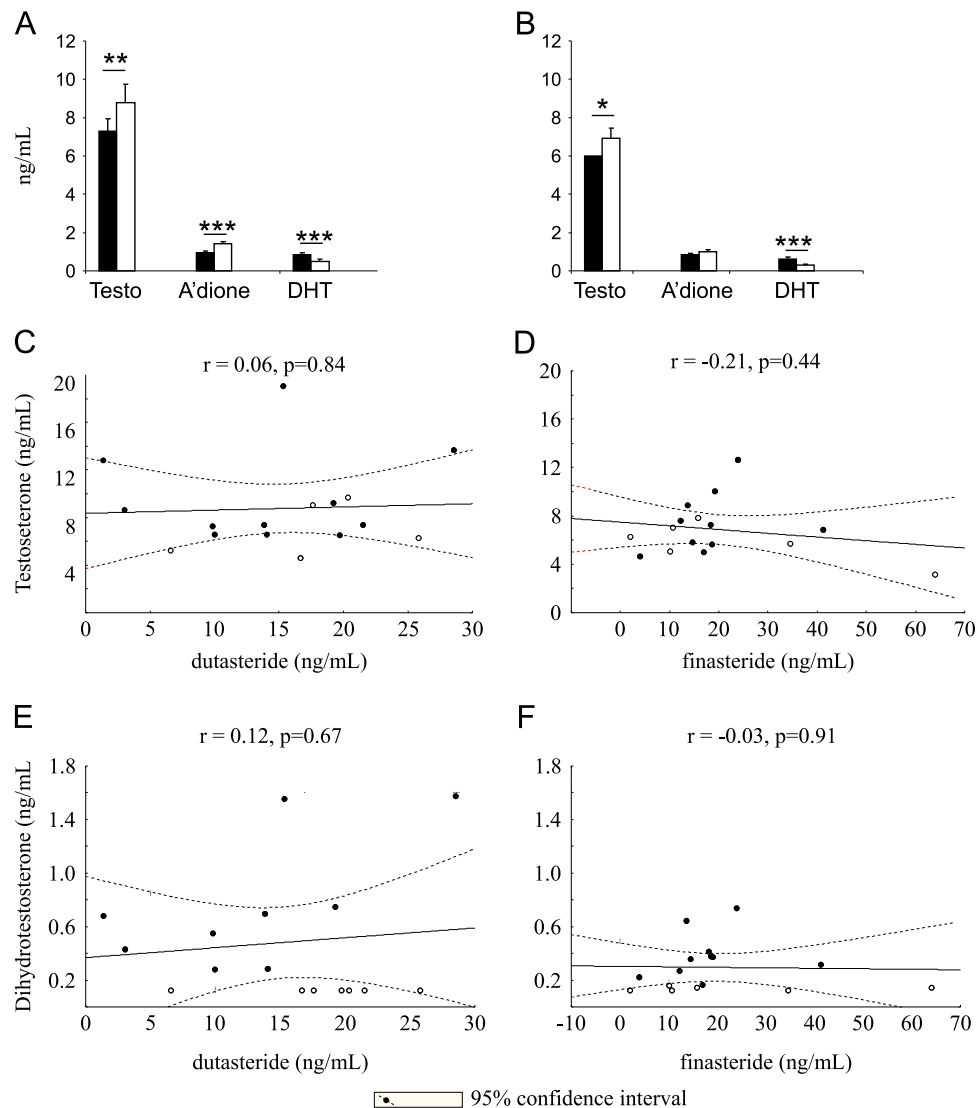 A
B
12
10
8
6
4
2
0
ng/mL
**
***
***
Testo
A'dione
DHT
12
10
8
6
4
2
0
*
***
Testo
A'dione
DHT
C
r = 0.06, p=0.84
Testoseterone (ng/mL)
20
16
12
8
4
0
5
10
15
20
25
30
dutasteride (ng/mL)
D
r = -0.21, p=0.44
20
16
12
8
4
0
0
10
20
30
40
50
60
70
finasteride (ng/mL)
E
r = 0.12, p=0.67
Dihydrotestosterone (ng/mL
1.8
1.4
1.0
0.6
0.2
0
5
10
15
20
25
30
dutasteride (ng/mL)
F
r = -0.03, p=0.91
1.8
1.4
1.0
0.6
0.2
-10
0
10
20
30
40
50
60
70
finasteride (ng/mL)
95% confidence interval